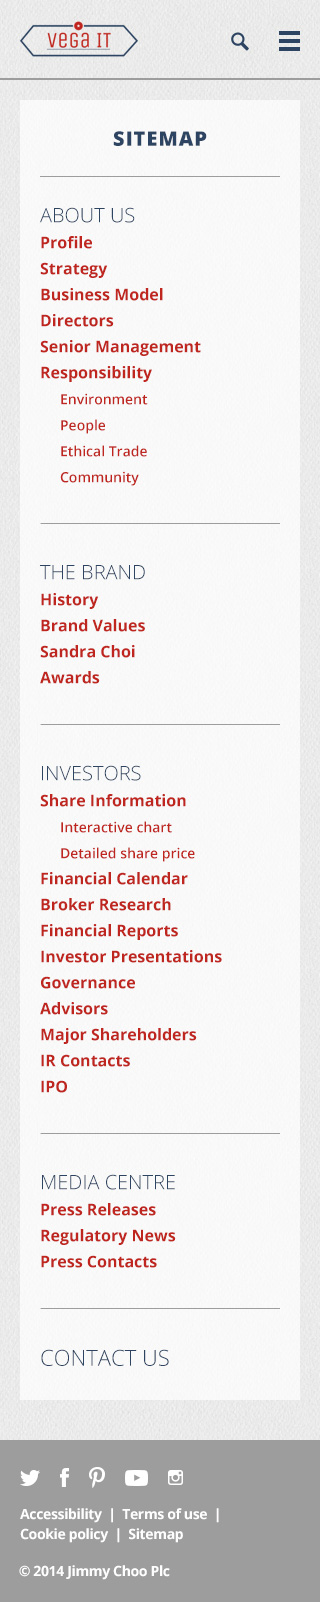 VEGA IT
SITEMAP
ABOUT US
Profile
Strategy
Business Model
Directors
Senior Management
Responsibility
Environment
People
Ethical Trade
Community
THE BRAND
History
Brand Values
Sandra Choi
Awards
INVESTORS
Share Information
Interactive chart
Detailed share price
Financial Calendar
Broker Research
Financial Reports
Investor Presentations
Governance
Advisors
Major Shareholders
IR Contacts
IPO
MEDIA CENTRE
Press Releases
Regulatory News
Press Contacts
CONTACT US
Accessibility | Terms of use |
Cookie policy | Sitemap
© 2014 Jimmy Choo Plc